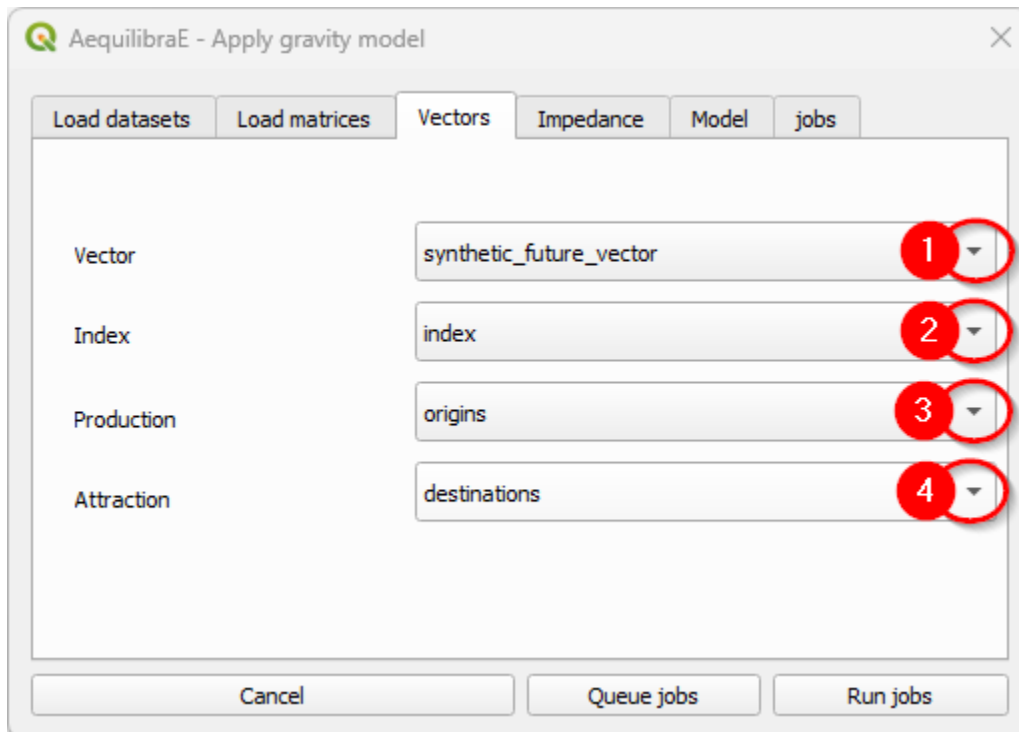 AequilibraE - Apply gravity model
Load datasets Load matrices Vectors Impedance Model jobs
Vector synthetic_future_vector 1
Index index 2
Production origins 3
Attraction destinations 4
Cancel Queue jobs Run jobs